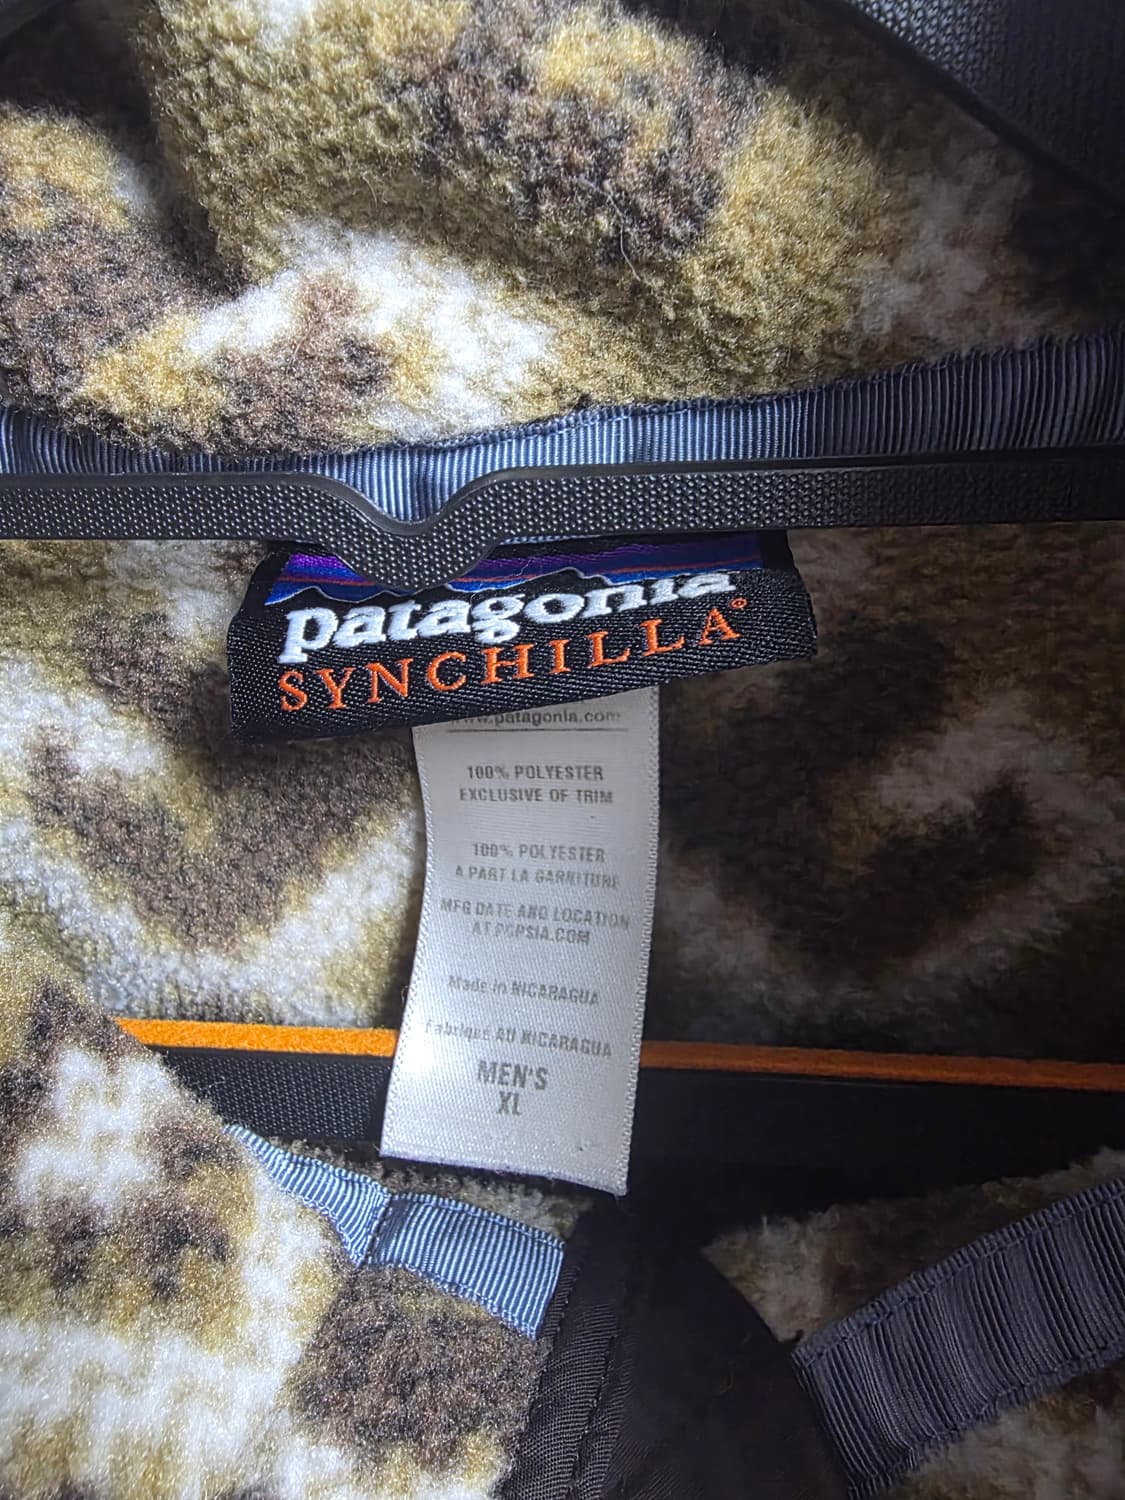 patagonia
SYNCHILLA®
www.patagonia.com
100% POLYESTER
EXCLUSIVE OF TRIM
100% POLYESTER
A PART LA GARNITURE
MFG DATE AND LOCATION
AT PCPSIA.COM
Made in NICARAGUA
Fabriqué AU NICARAGUA
MEN'S
XL